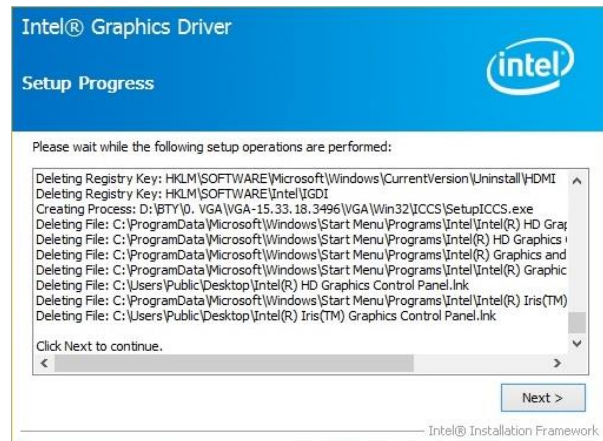 Intel® Graphics Driver
intel
Setup Progress
Please wait while the following setup operations are performed:
Deleting Registry Key: HKLM\SOFTWARE\Microsoft\Windows\CurrentVersion\Uninstall\HDMI
Deleting Registry Key: HKLM\SOFTWARE\Intel\IGDI
Creating Process: D:\BTY\0. VGA\VGA-15.33.18.3496\VGA\Win32\ICCS\SetupICCS.exe
Deleting File: C:\ProgramData\Microsoft\Windows\Start Menu\Programs\Intel\Intel(R) HD Grap
Deleting File: C:\ProgramData\Microsoft\Windows\Start Menu\Programs\Intel(R) HD Graphics
Deleting File: C:\ProgramData\Microsoft\Windows\Start Menu\Programs\Intel(R) Graphics and
Deleting File: C:\ProgramData\Microsoft\Windows\Start Menu\Programs\Intel\Intel(R) Graphic
Deleting File: C:\Users\Public\Desktop\Intel(R) HD Graphics Control Panel.lnk
Deleting File: C:\ProgramData\Microsoft\Windows\Start Menu\Programs\Intel\Intel(R) Iris(TM)
Deleting File: C:\Users\Public\Desktop\Intel(R) Iris(TM) Graphics Control Panel.lnk
Click Next to continue.
Next >
Intel® Installation Framework